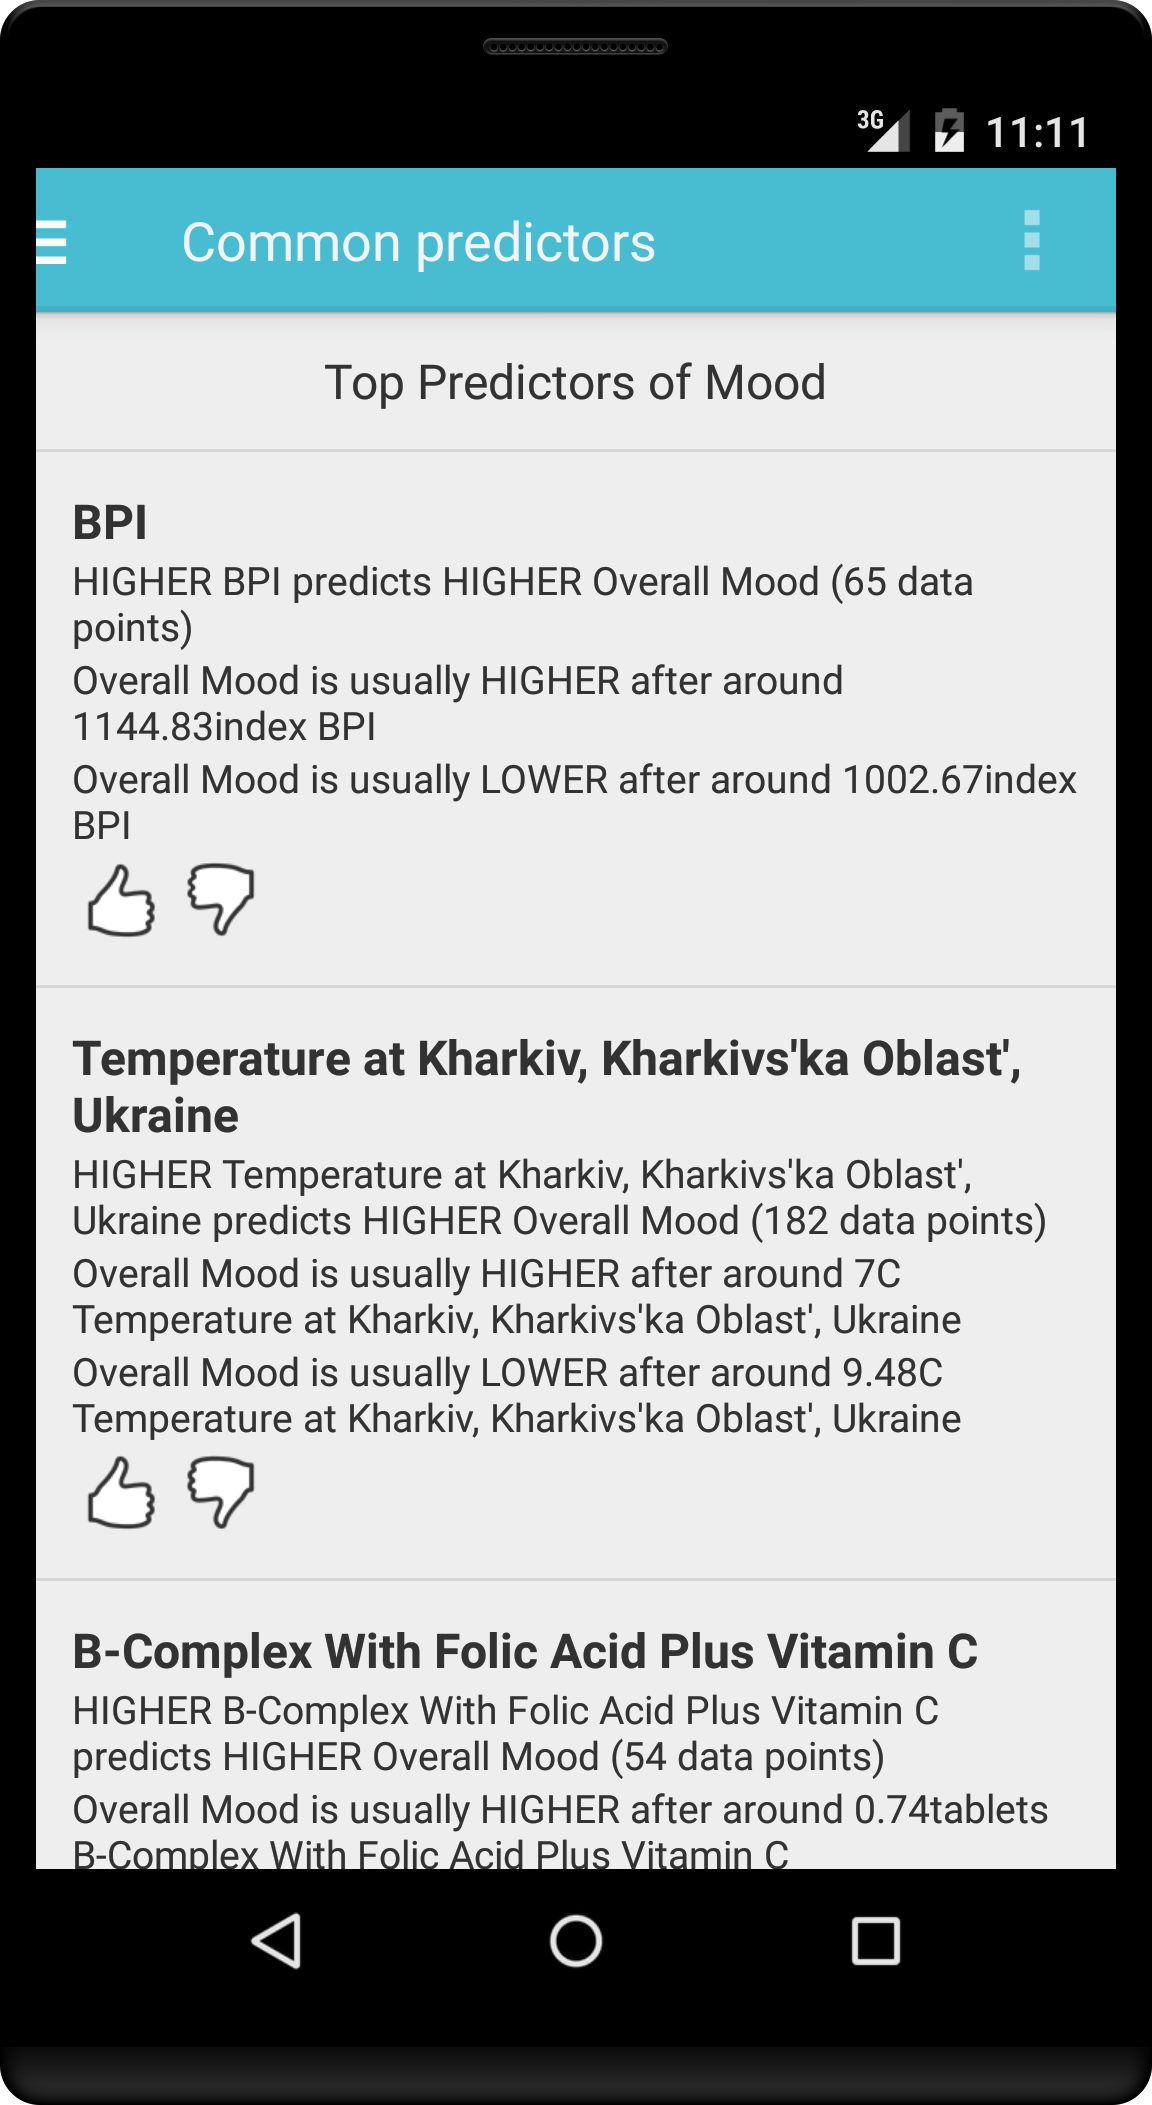 3G 11:11
Common predictors
Top Predictors of Mood
BPI
HIGHER BPI predicts HIGHER Overall Mood (65 data
points)
Overall Mood is usually HIGHER after around
1144.83index BPI
Overall Mood is usually LOWER after around 1002.67index
BPI
Temperature at Kharkiv, Kharkivs'ka Oblast',
Ukraine
HIGHER Temperature at Kharkiv, Kharkivs'ka Oblast',
Ukraine predicts HIGHER Overall Mood (182 data points)
Overall Mood is usually HIGHER after around 7C
Temperature at Kharkiv, Kharkivs'ka Oblast', Ukraine
Overall Mood is usually LOWER after around 9.48C
Temperature at Kharkiv, Kharkivs'ka Oblast', Ukraine
B-Complex With Folic Acid Plus Vitamin C
HIGHER B-Complex With Folic Acid Plus Vitamin C
predicts HIGHER Overall Mood (54 data points)
Overall Mood is usually HIGHER after around 0.74tablets
B-Complex With Folic Acid Plus Vitamin C